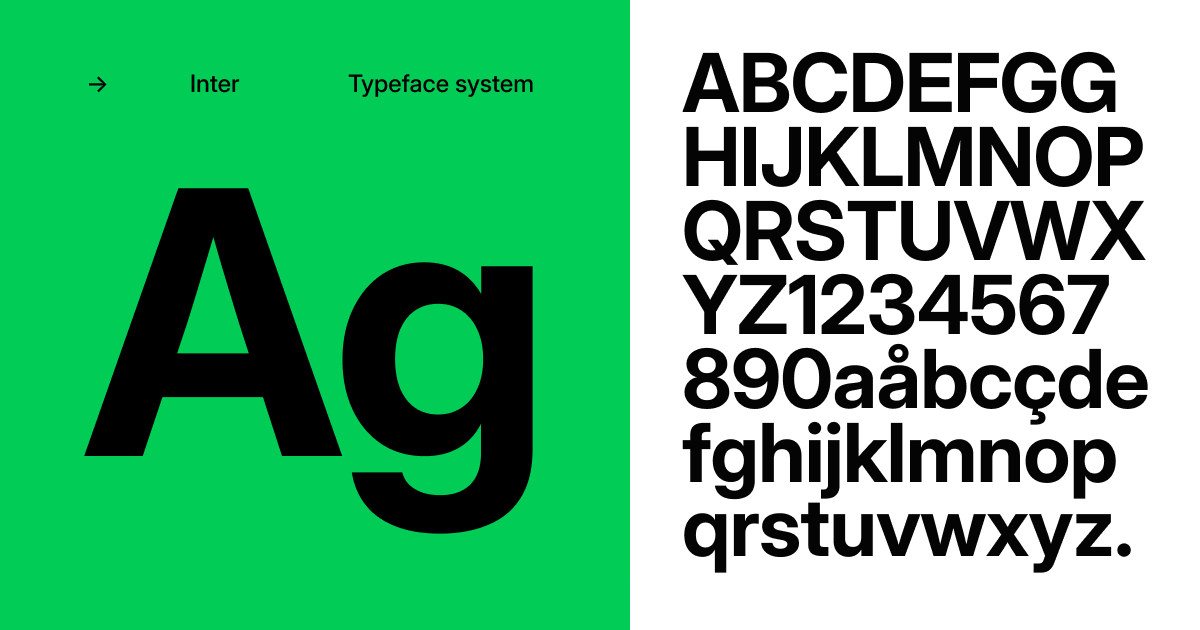 → Inter Typeface system
Ag
ABCDEFGG
HIJKLMNOP
QRSTUVWX
YZ1234567
890aåbcçde
fghijklmnop
qrstuvwxyz.